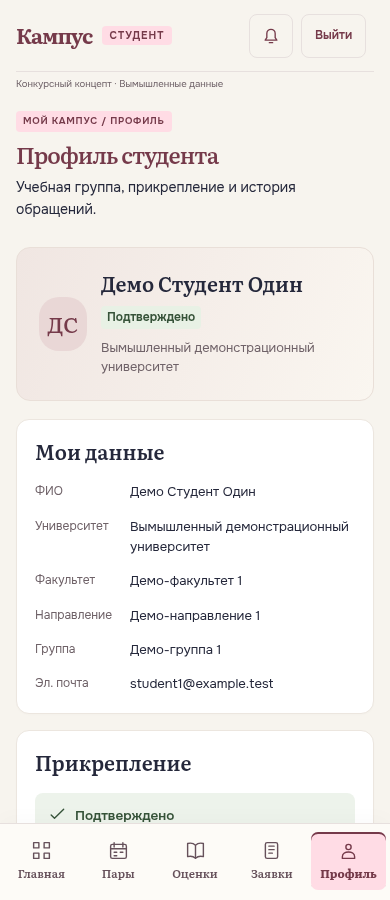 Кампус СТУДЕНТ Выйти
Конкурсный концепт · Вымышленные данные
МОЙ КАМПУС / ПРОФИЛЬ
Профиль студента
Учебная группа, прикрепление и история
обращений.
ДС
Демо Студент Один
Подтверждено
Вымышленный демонстрационный
университет
Мои данные
ФИО Демо Студент Один
Университет Вымышленный демонстрационный
университет
Факультет Демо-факультет 1
Направление Демо-направление 1
Группа Демо-группа 1
Эл. почта student1@example.test
Прикрепление
Подтверждено
Главная Пары Оценки Заявки Профиль